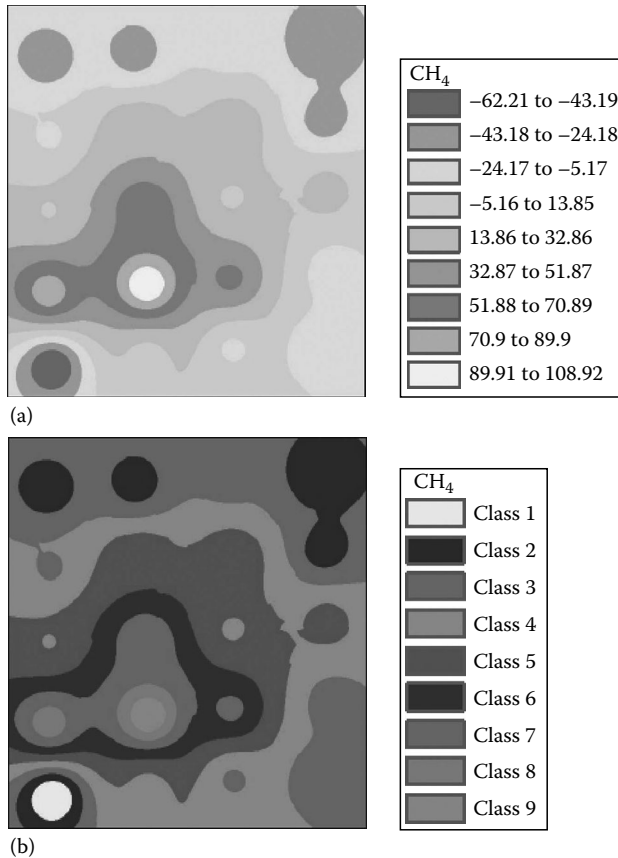 CH₄
–62.21 to –43.19
–43.18 to –24.18
–24.17 to –5.17
–5.16 to 13.85
13.86 to 32.86
32.87 to 51.87
51.88 to 70.89
70.9 to 89.9
89.91 to 108.92
(a)
CH₄
Class 1
Class 2
Class 3
Class 4
Class 5
Class 6
Class 7
Class 8
Class 9
(b)